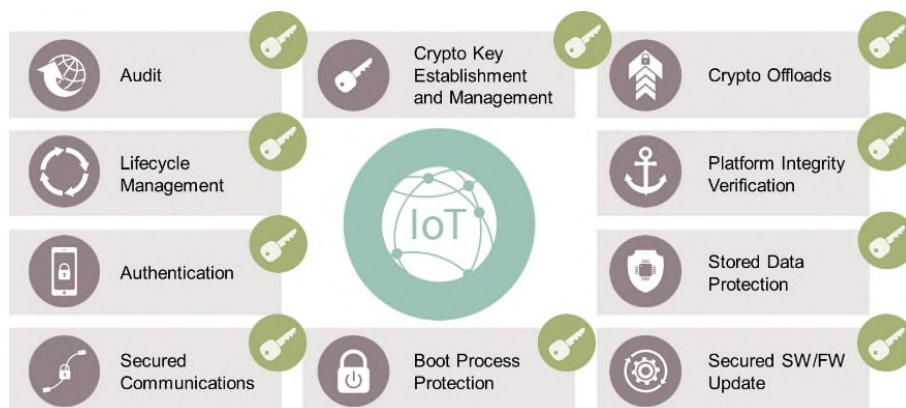 Audit
Crypto Key
Establishment
and Management
Crypto Offloads
Lifecycle
Management
IoT
Platform Integrity
Verification
Authentication
Stored Data
Protection
Secured
Communications
Boot Process
Protection
Secured SW/FW
Update